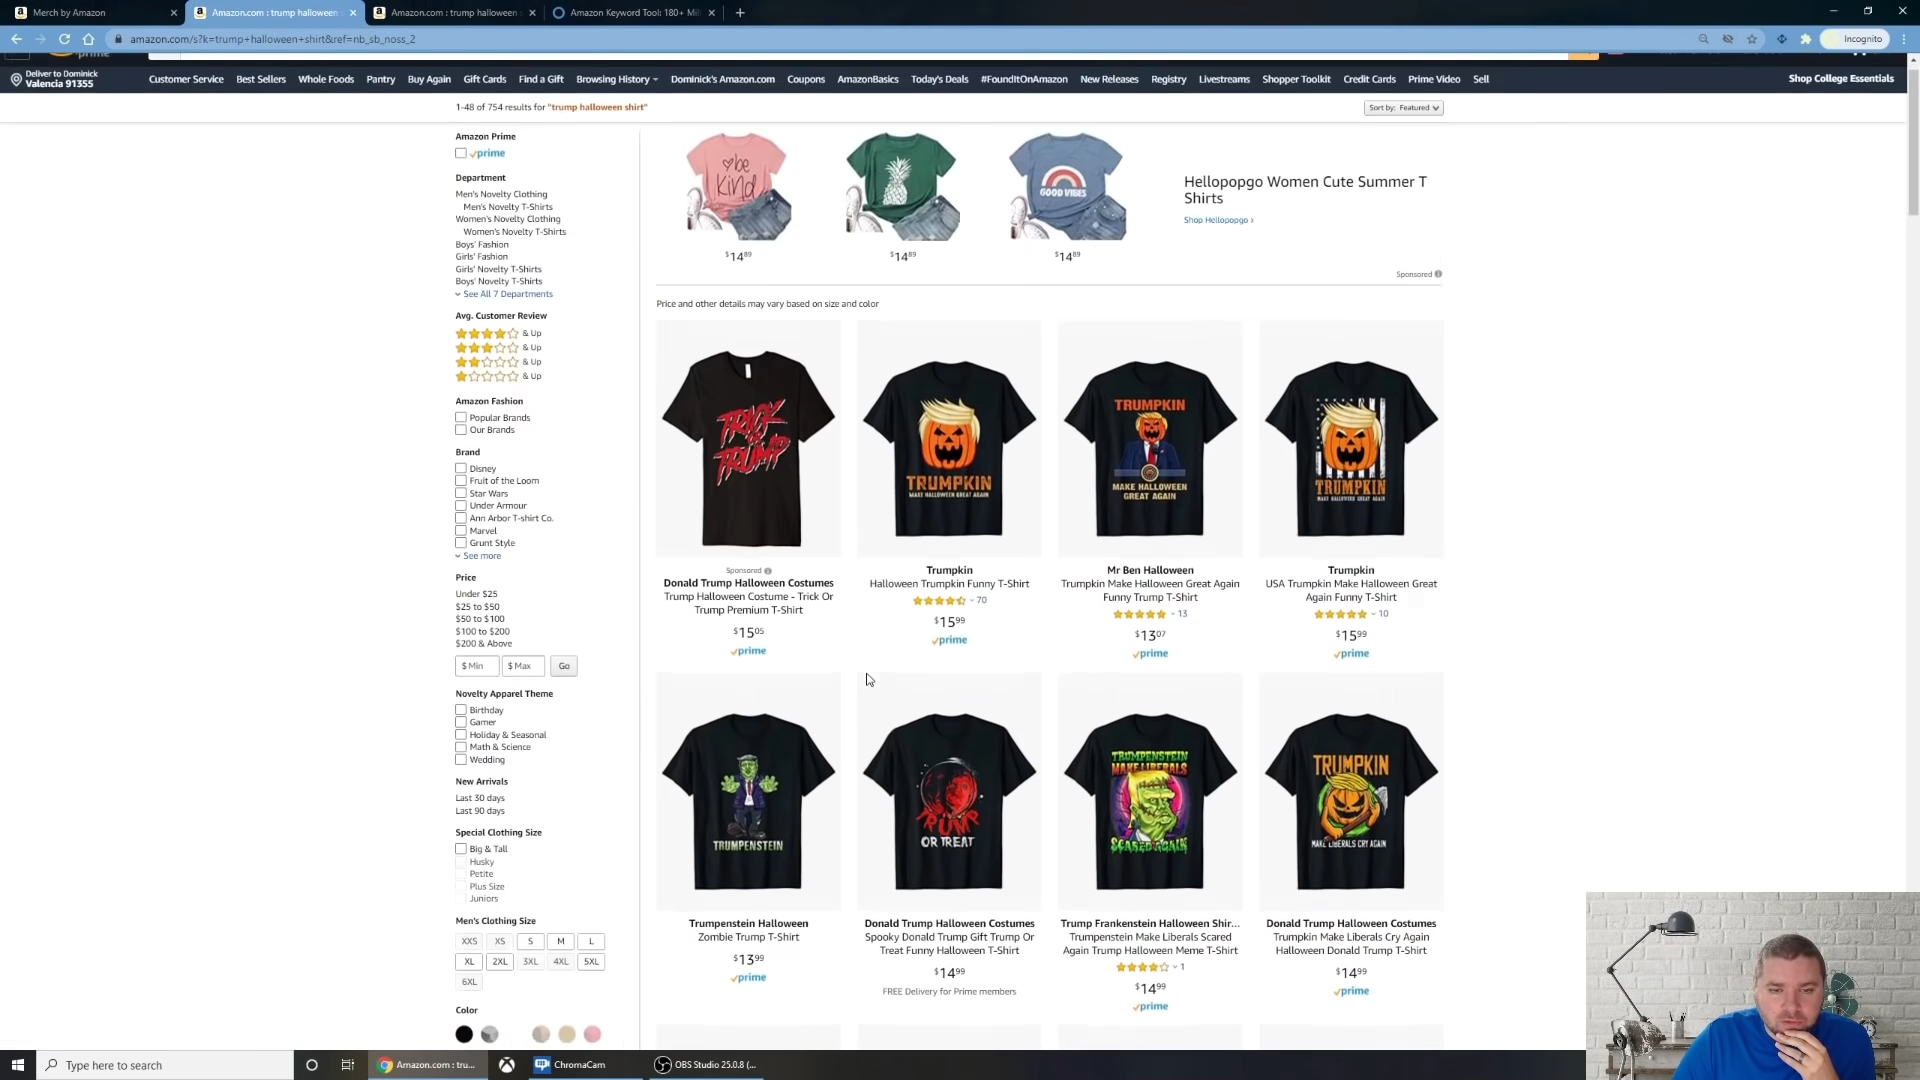 Merch by Amazon
Amazon.com : trump halloween
Amazon.com : trump halloween s
Amazon Keyword Tool: 180+ Mil
amazon.com/s?k=trump+halloween+shirt&ref=nb_sb_noss_2
Incognito
prime
Deliver to Dominick
Valencia 91355
Customer Service Best Sellers Whole Foods Pantry Buy Again Gift Cards Find a Gift Browsing History Dominick's Amazon.com Coupons AmazonBasics Today's Deals #FoundItOnAmazon New Releases Registry Livestreams Shopper Toolkit Credit Cards Prime Video Sell
Shop College Essentials
1-48 of 754 results for "trump halloween shirt"
Sort by: Featured
Amazon Prime
prime
Department
Men's Novelty Clothing
Men's Novelty T-Shirts
Women's Novelty Clothing
Women's Novelty T-Shirts
Boys' Fashion
Girls' Fashion
Girls' Novelty T-Shirts
Boys' Novelty T-Shirts
See All 7 Departments
Avg. Customer Review
& Up
& Up
& Up
& Up
Amazon Fashion
Popular Brands
Our Brands
Brand
Disney
Fruit of the Loom
Star Wars
Under Armour
Ann Arbor T-shirt Co.
Marvel
Grunt Style
See more
Price
Under $25
$25 to $50
$50 to $100
$100 to $200
$200 & Above
$ Min $ Max Go
Novelty Apparel Theme
Birthday
Gamer
Holiday & Seasonal
Math & Science
Wedding
New Arrivals
Last 30 days
Last 90 days
Special Clothing Size
Big & Tall
Husky
Petite
Plus Size
Juniors
Men's Clothing Size
XXS XS S M L
XL 2XL 3XL 4XL 5XL
6XL
Color
be
kind
GOOD VIBES
$14 89
$14 89
$14 89
Hellopopgo Women Cute Summer T
Shirts
Shop Hellopopgo ›
Sponsored
Price and other details may vary based on size and color
TRICK
OR
TRUMP
TRUMPKIN
MAKE HALLOWEEN GREAT AGAIN
TRUMPKIN
MAKE HALLOWEEN
GREAT AGAIN
TRUMPKIN
MAKE HALLOWEEN GREAT AGAIN
Sponsored
Donald Trump Halloween Costumes
Trump Halloween Costume - Trick Or
Trump Premium T-Shirt
$15 05
prime
Trumpkin
Halloween Trumpkin Funny T-Shirt
70
$15 99
prime
Mr Ben Halloween
Trumpkin Make Halloween Great Again
Funny Trump T-Shirt
13
$13 07
prime
Trumpkin
USA Trumpkin Make Halloween Great
Again Funny T-Shirt
10
$15 99
prime
TRUMPENSTEIN
TRUMP
OR TREAT
TRUMPENSTEIN
MAKE LIBERALS
SCARED AGAIN
TRUMPKIN
MAKE LIBERALS CRY AGAIN
Trumpenstein Halloween
Zombie Trump T-Shirt
$13 99
prime
Donald Trump Halloween Costumes
Spooky Donald Trump Gift Trump Or
Treat Funny Halloween T-Shirt
$14 99
FREE Delivery for Prime members
Trump Frankenstein Halloween Shir...
Trumpenstein Make Liberals Scared
Again Trump Halloween Meme T-Shirt
1
$14 99
prime
Donald Trump Halloween Costumes
Trumpkin Make Liberals Cry Again
Halloween Donald Trump T-Shirt
$14 99
prime
Type here to search
Amazon.com : tru...
ChromaCam
OBS Studio 25.0.8 (...